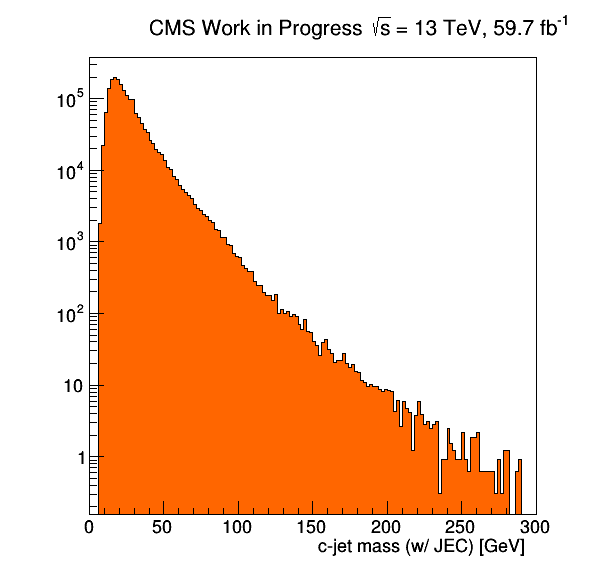 CMS Work in Progress √s = 13 TeV, 59.7 fb⁻¹
10⁵
10⁴
10³
10²
10
1
0 50 100 150 200 250 300
c-jet mass (w/ JEC) [GeV]